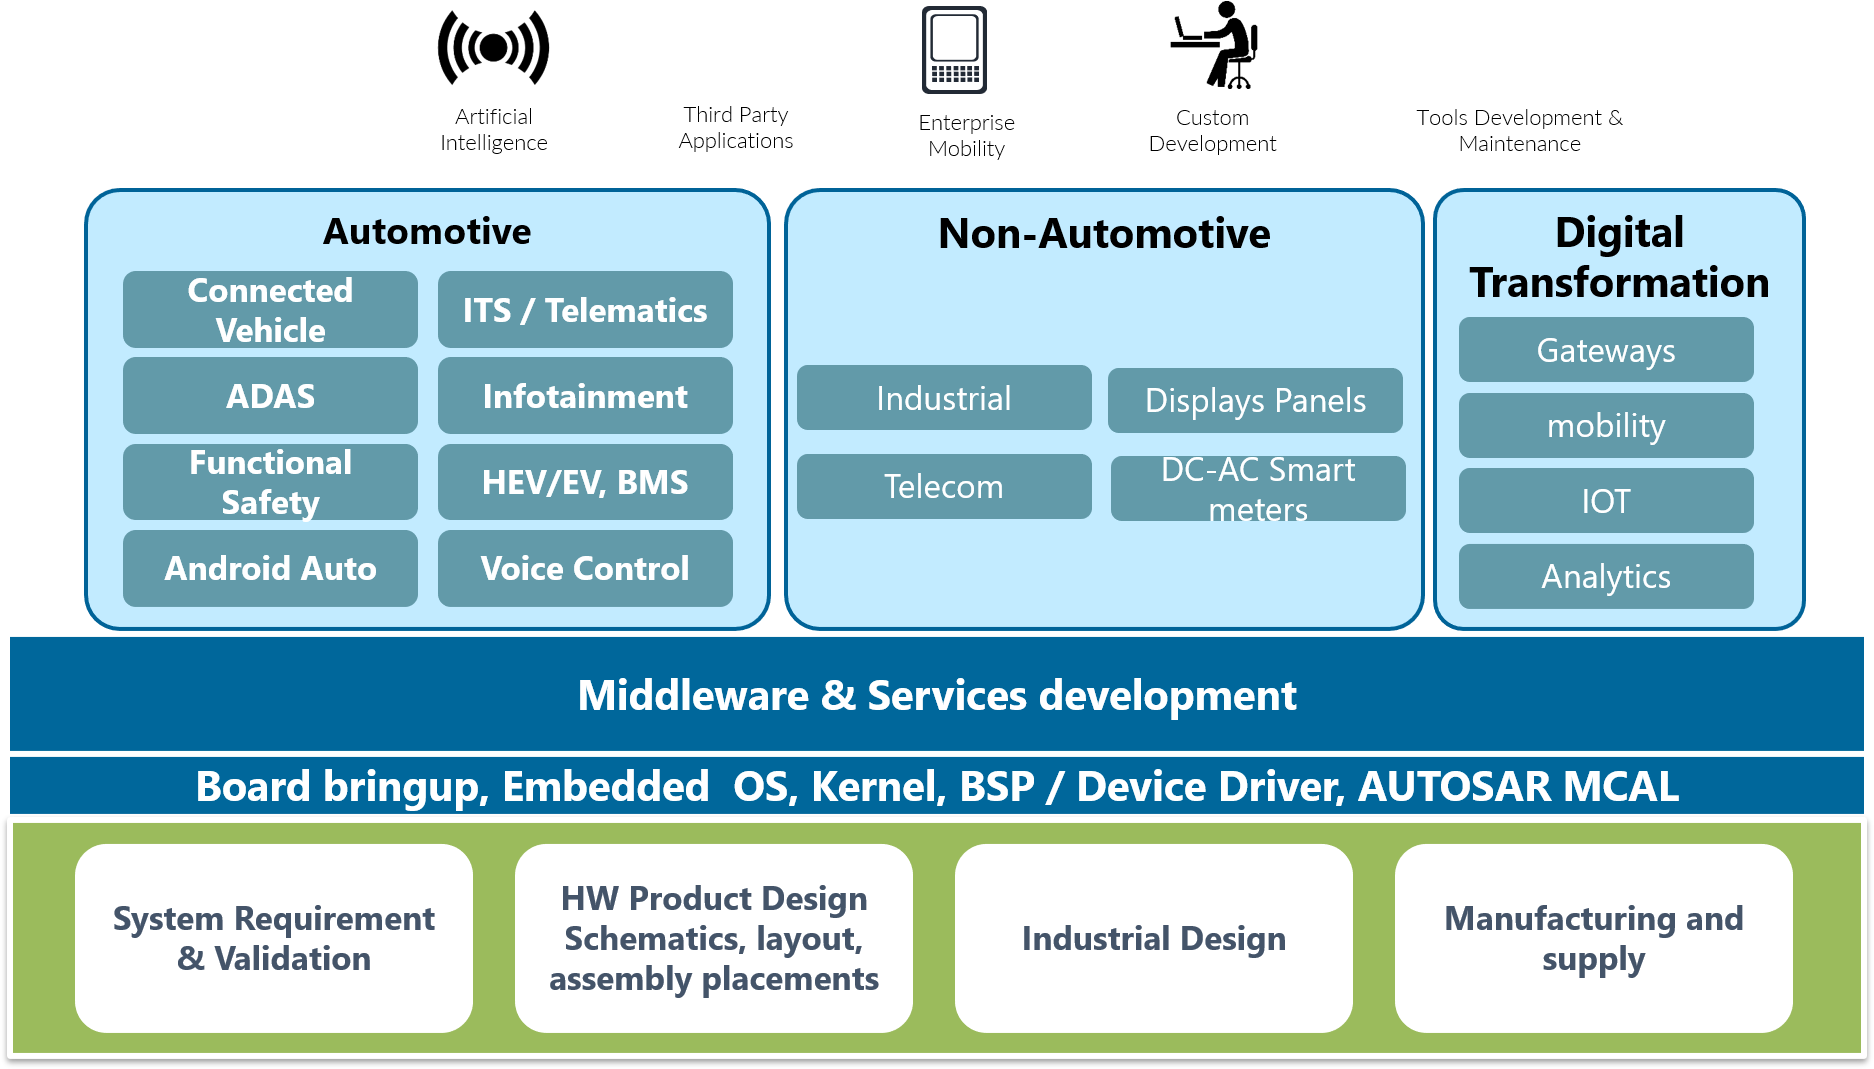 Artificial
Intelligence
Third Party
Applications
Enterprise
Mobility
Custom
Development
Tools Development &
Maintenance
Automotive
Connected
Vehicle
ITS / Telematics
ADAS
Infotainment
Functional
Safety
HEV/EV, BMS
Android Auto
Voice Control
Non-Automotive
Industrial
Displays Panels
Telecom
DC-AC Smart
meters
Digital
Transformation
Gateways
mobility
IOT
Analytics
Middleware & Services development
Board bringup, Embedded  OS, Kernel, BSP / Device Driver, AUTOSAR MCAL
System Requirement
& Validation
HW Product Design
Schematics, layout,
assembly placements
Industrial Design
Manufacturing and
supply